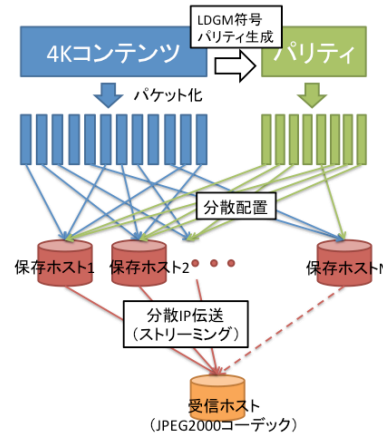 4Kコンテンツ
LDGM符号
パリティ生成
パリティ
パケット化
分散配置
保存ホスト1
保存ホスト2
保存ホスト
分散IP伝送
(ストリーミング)
受信ホスト
(JPEG2000コーデック)